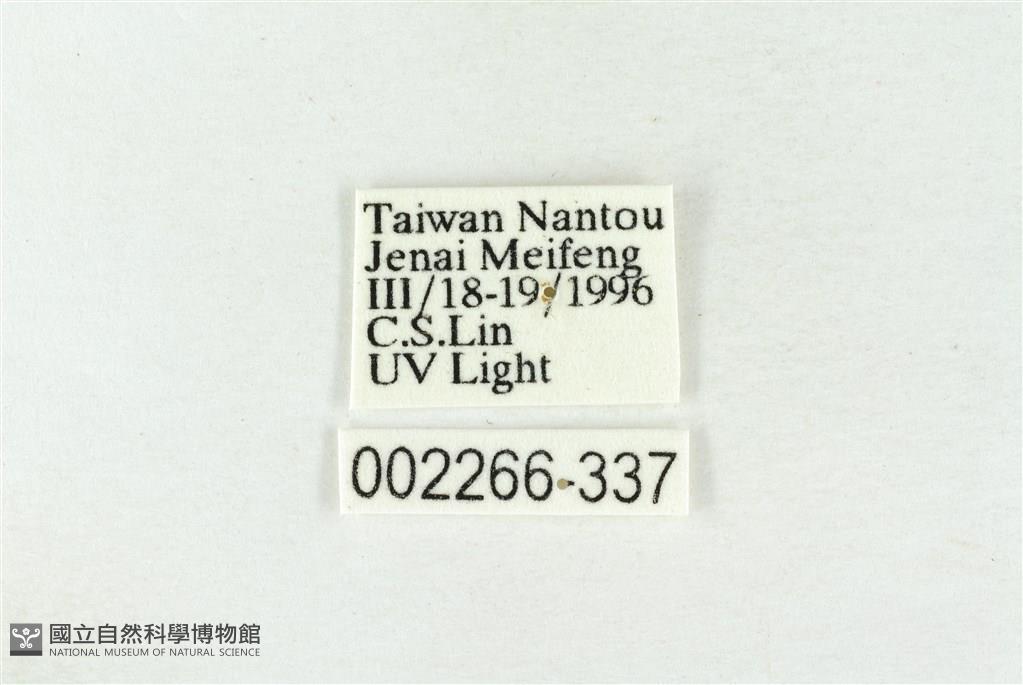 Taiwan Nantou
Jenai Meifeng
III/18-19/1996
C.S.Lin
UV Light
002266-337
國立自然科學博物館
NATIONAL MUSEUM OF NATURAL SCIENCE